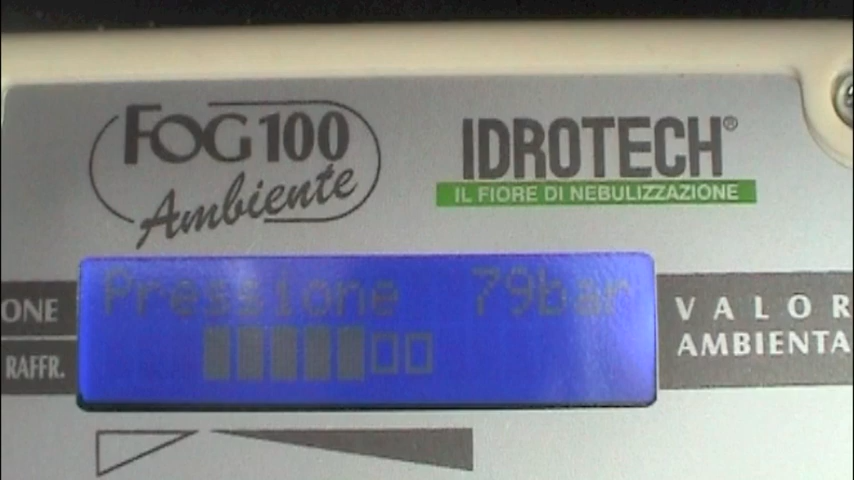 FOG 100
Ambiente
IDROTECH®
IL FIORE DI NEBULIZZAZIONE
Pressione 79bar
ONE
RAFFR.
VALOR
AMBIENTA